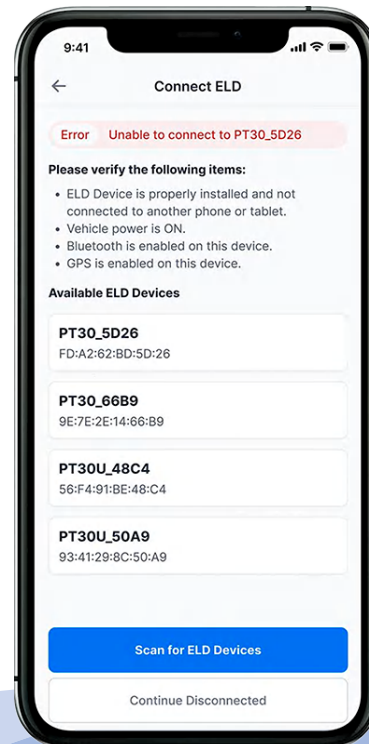 9:41
Connect ELD
Error Unable to connect to PT30_5D26
Please verify the following items:
• ELD Device is properly installed and not
connected to another phone or tablet.
• Vehicle power is ON.
• Bluetooth is enabled on this device.
• GPS is enabled on this device.
Available ELD Devices
PT30_5D26
FD:A2:62:BD:5D:26
PT30_66B9
9E:7E:2E:14:66:B9
PT30U_48C4
56:F4:91:BE:48:C4
PT30U_50A9
93:41:29:8C:50:A9
Scan for ELD Devices
Continue Disconnected